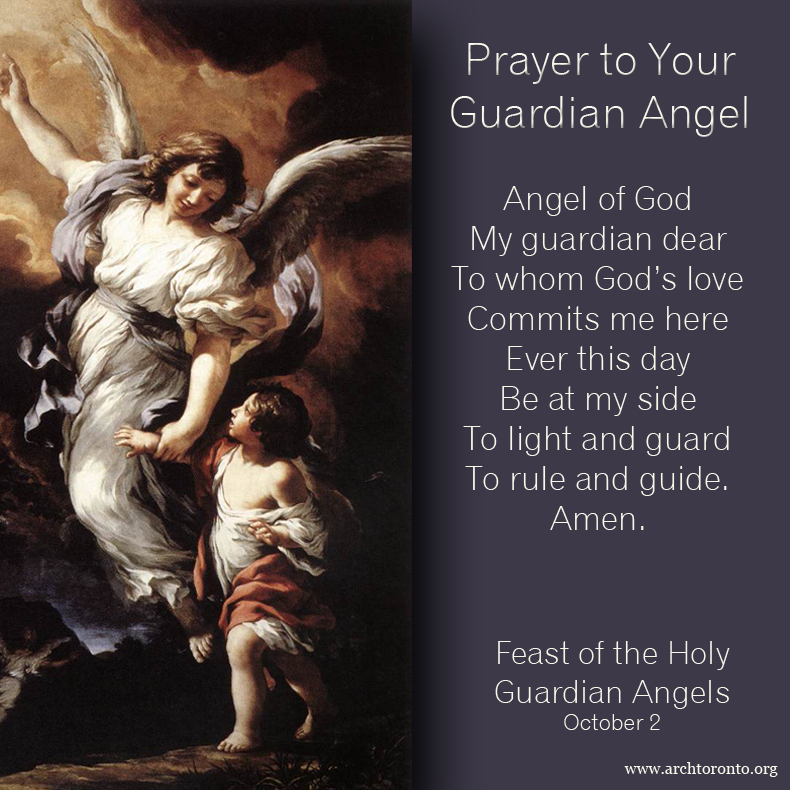 Prayer to Your
Guardian Angel
Angel of God
My guardian dear
To whom God's love
Commits me here
Ever this day
Be at my side
To light and guard
To rule and guide.
Amen.
Feast of the Holy
Guardian Angels
October 2
www.archtoronto.org